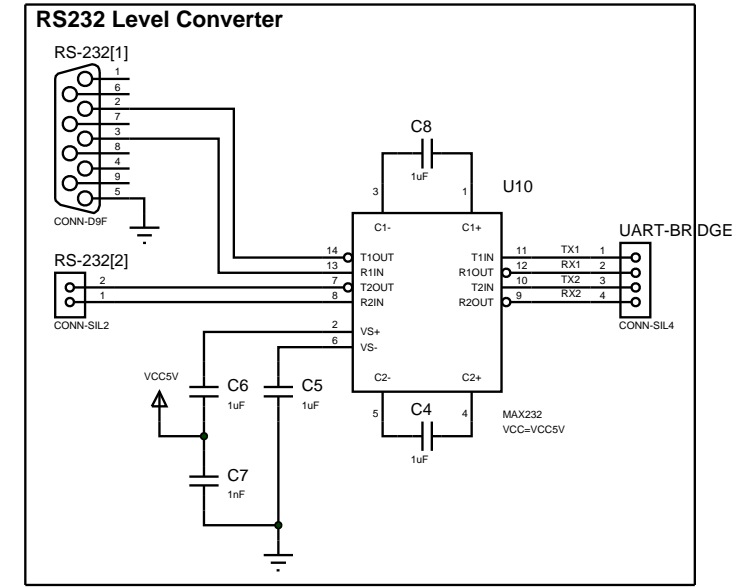 RS232 Level Converter
RS-232[1]
1
6
2
7
3
8
4
9
5
CONN-D9F
C8
1uF
3
1
U10
C1-
C1+
UART-BRIDGE
14
T1OUT
T1IN
11
TX1
1
13
R1IN
R1OUT
12
RX1
2
7
T2OUT
T2IN
10
TX2
3
8
R2IN
R2OUT
9
RX2
4
CONN-SIL4
RS-232[2]
2
1
CONN-SIL2
2
VS+
6
VS-
C2-
C2+
VCC5V
C6
1uF
C5
1uF
5
C4
4
1uF
MAX232
VCC=VCC5V
C7
1nF